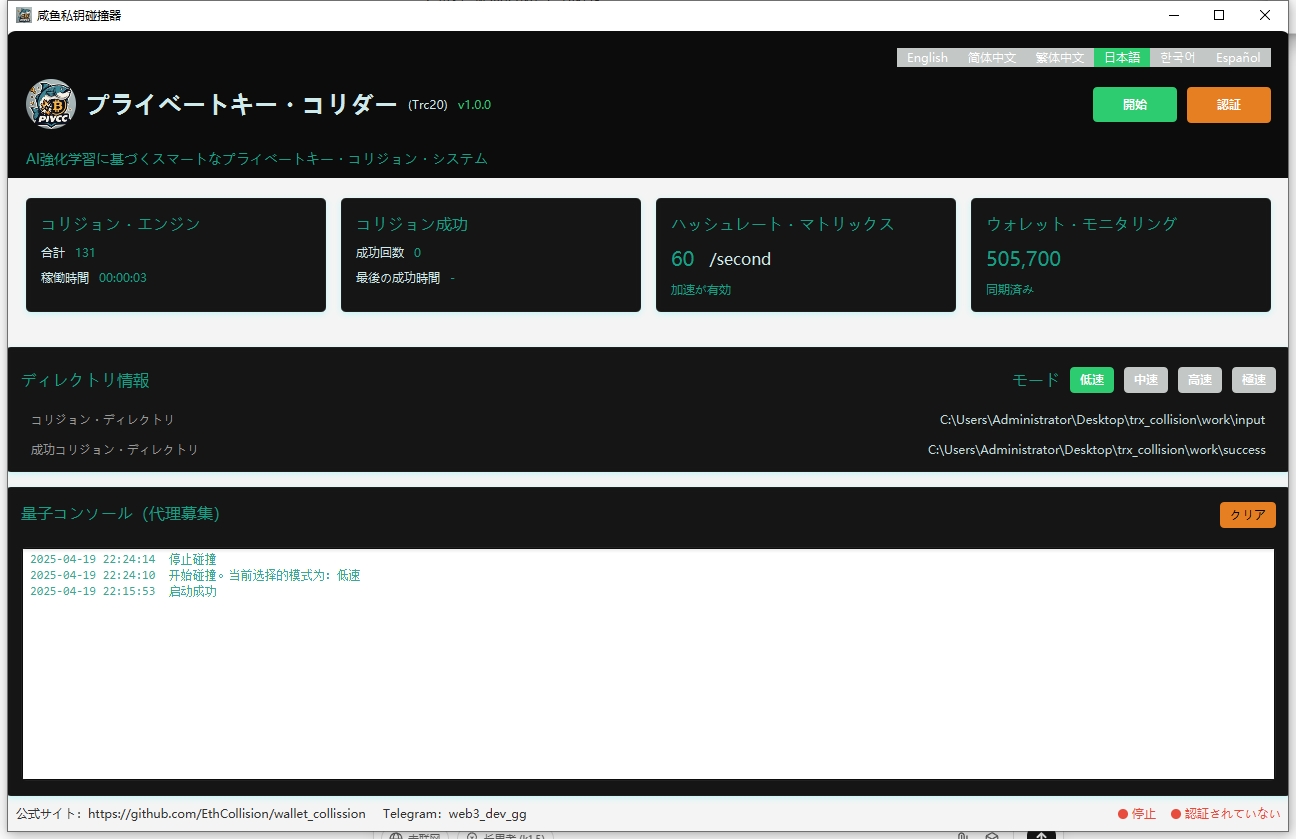 咸鱼私钥碰撞器
English 简体中文 繁体中文 日本語 한국어 Español
PIVCC
プライベートキー・コリダー (Trc20) v1.0.0
開始 認証
AI強化学習に基づくスマートなプライベートキー・コリジョン・システム
コリジョン・エンジン
合計 131
稼働時間 00:00:03
コリジョン成功
成功回数 0
最後の成功時間 -
ハッシュレート・マトリックス
60 /second
加速が有効
ウォレット・モニタリング
505,700
同期済み
ディレクトリ情報 モード 低速 中速 高速 極速
コリジョン・ディレクトリ C:\Users\Administrator\Desktop\trx_collision\work\input
成功コリジョン・ディレクトリ C:\Users\Administrator\Desktop\trx_collision\work\success
量子コンソール（代理募集） クリア
2025-04-19 22:24:14 停止碰撞
2025-04-19 22:24:10 开始碰撞。当前选择的模式为：低速
2025-04-19 22:15:53 启动成功
公式サイト：https://github.com/EthCollision/wallet_collission Telegram：web3_dev_gg 停止 認証されていない